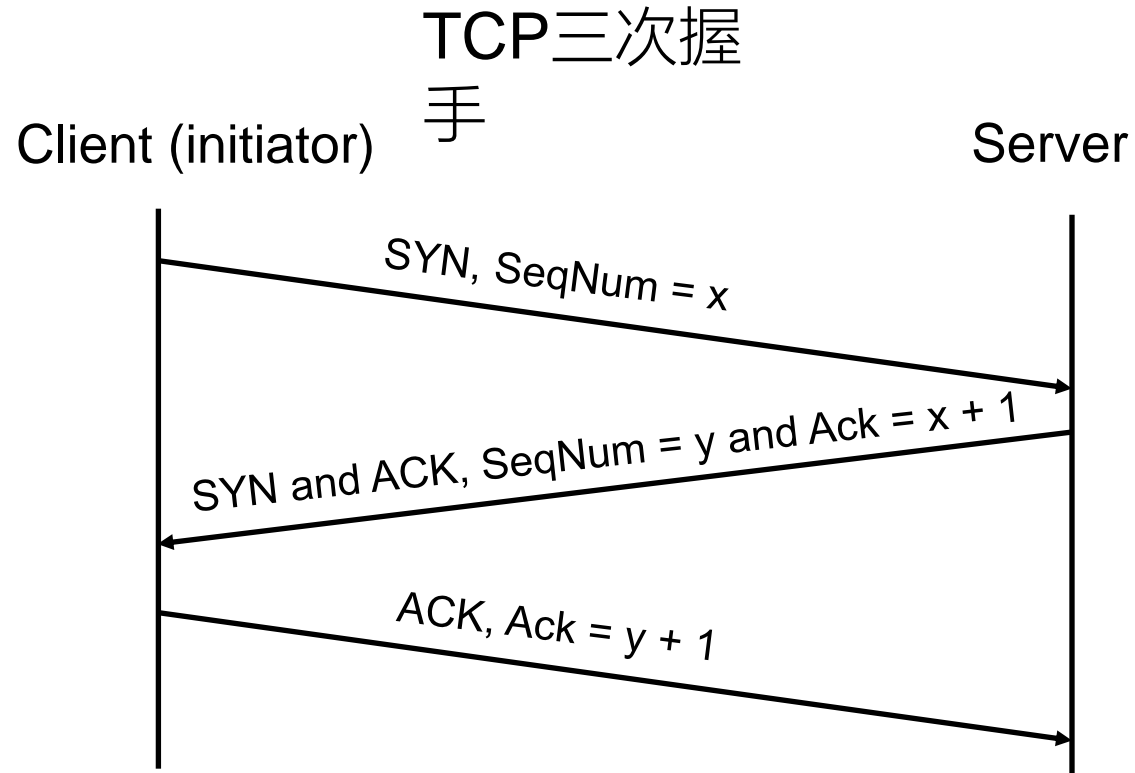 TCP三次握
手
Client (initiator)
Server
SYN, SeqNum = x
SYN and ACK, SeqNum = y and Ack = x + 1
ACK, Ack = y + 1